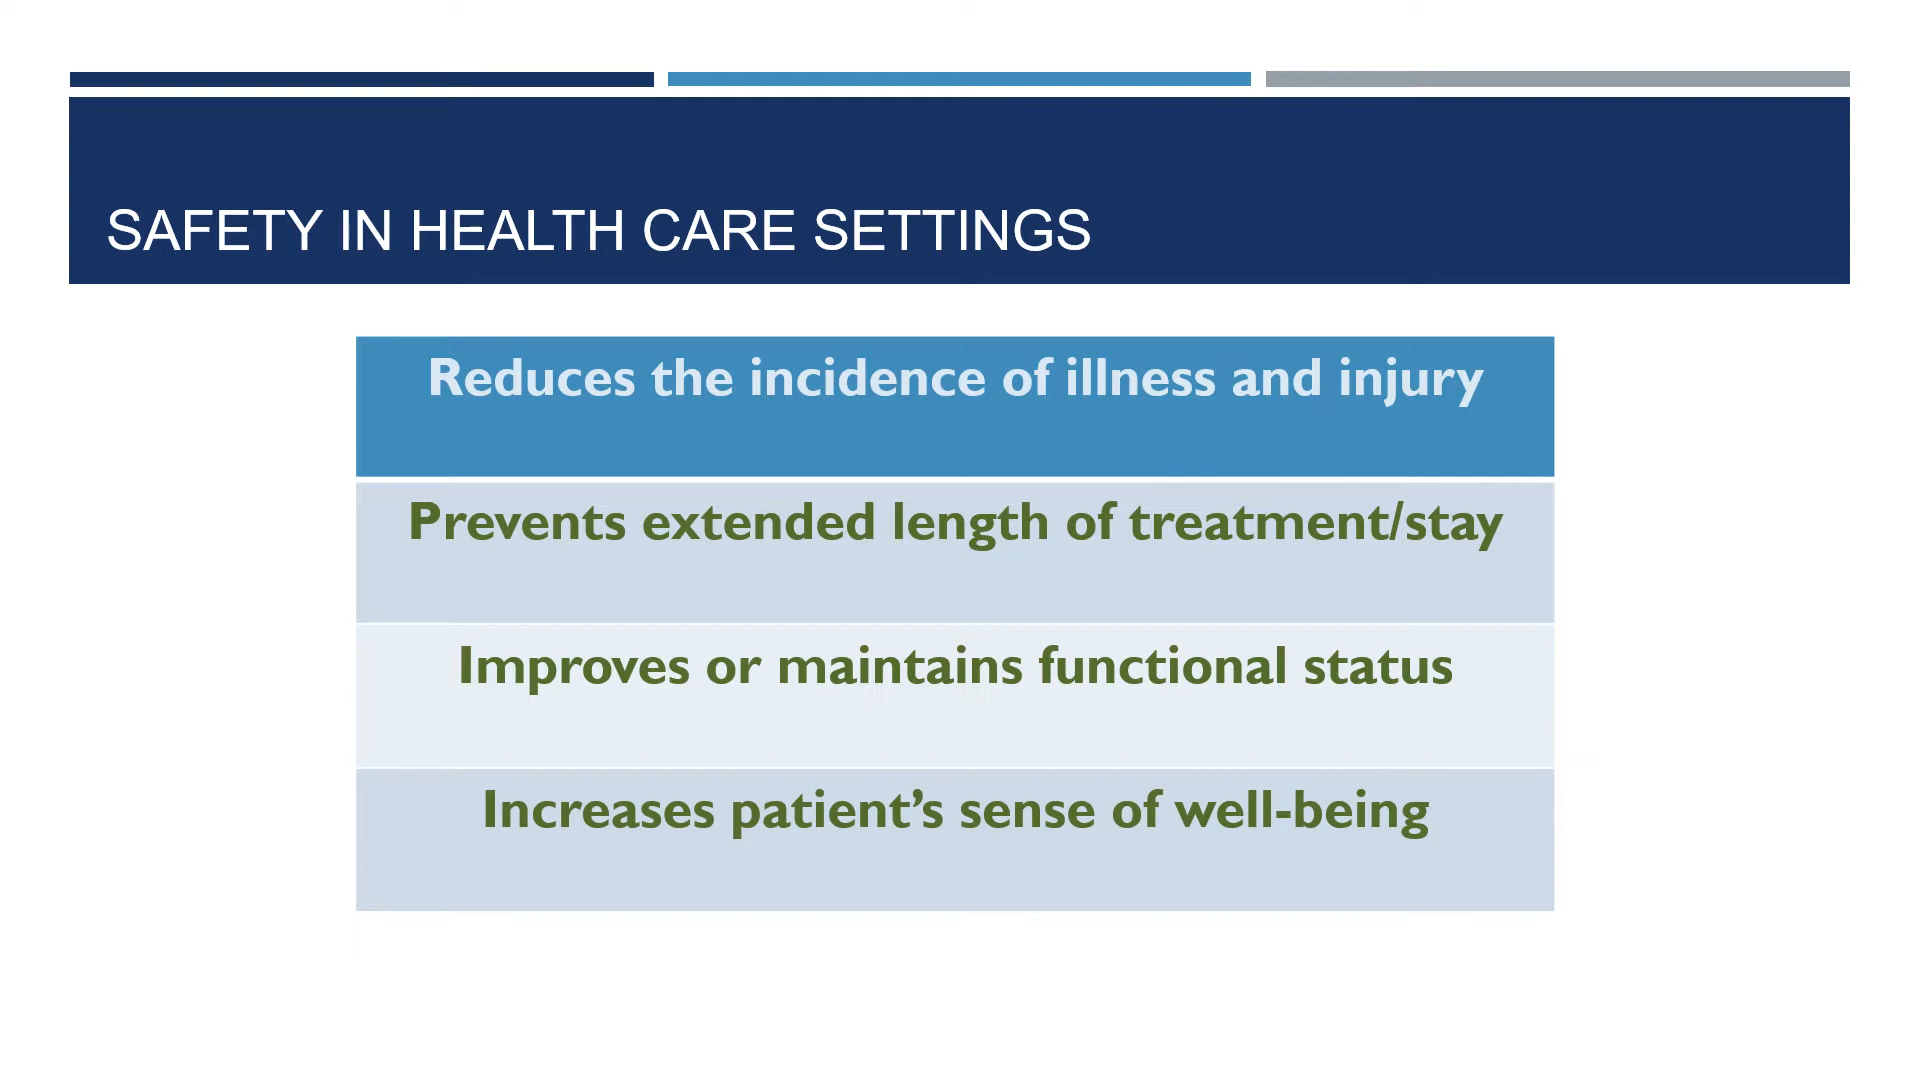 SAFETY IN HEALTH CARE SETTINGS
Reduces the incidence of illness and injury
Prevents extended length of treatment/stay
Improves or maintains functional status
Increases patient’s sense of well-being